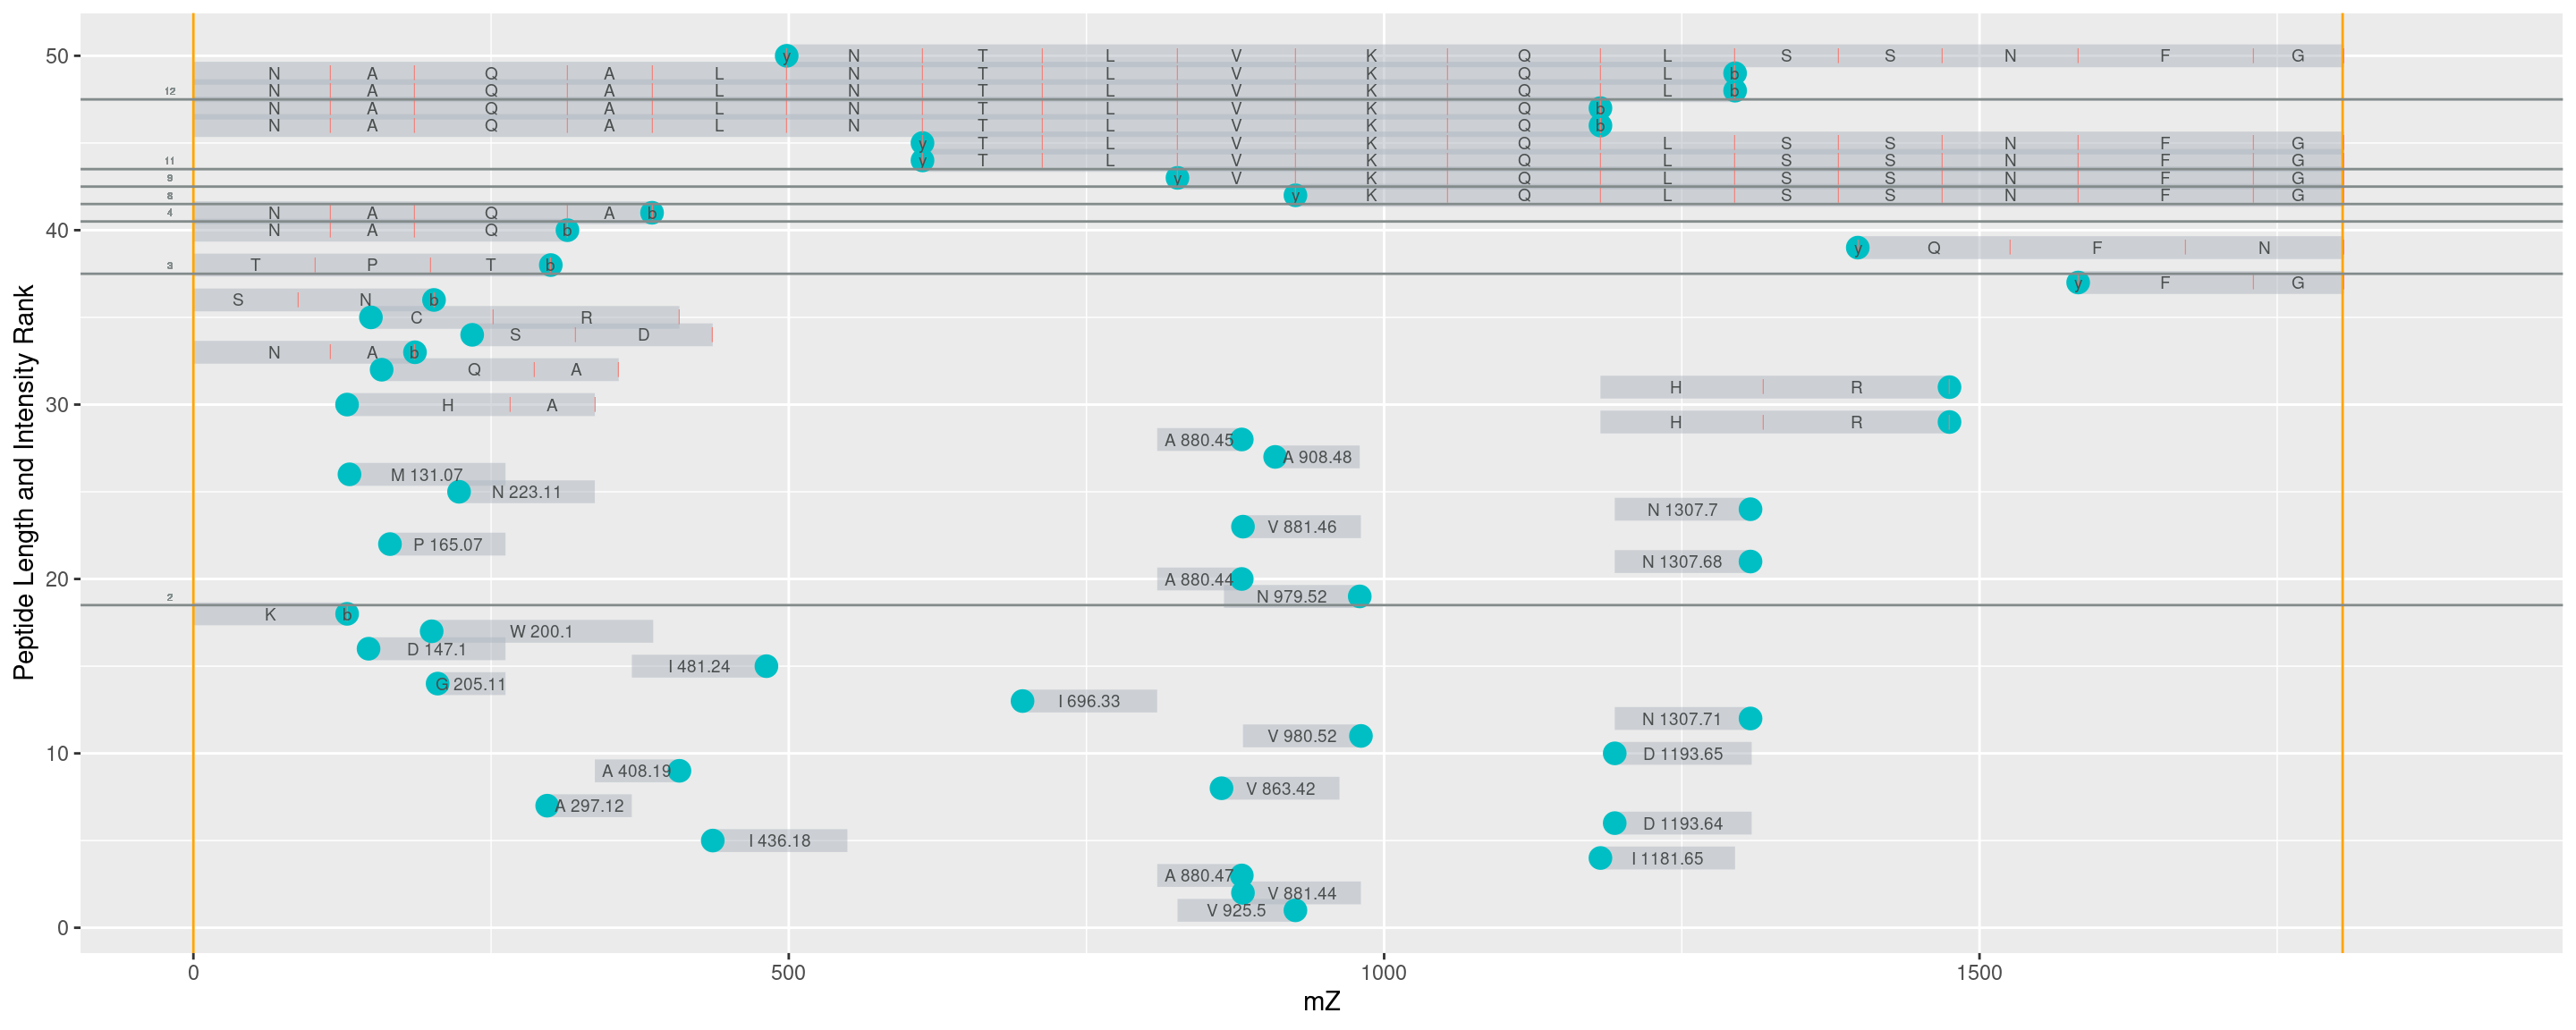 50 y N T L V K Q L S S N F G
N A Q A L N T L V K Q L b
12 N A Q A L N T L V K Q L b
N A Q A L N T L V K Q b
N A Q A L N T L V K Q b
y T L V K Q L S S N F G
11 y T L V K Q L S S N F G
9 y V K Q L S S N F G
8 y K Q L S S N F G
4 N A Q A b
40 N A Q b
y Q F N
3 T P T b
y F G
S N b
C R
S D
N A b
Q A
H R
30 H A
H R
A 880.45
A 908.48
M 131.07
N 223.11
N 1307.7
V 881.46
P 165.07
N 1307.68
20 A 880.44
2 N 979.52
K b
W 200.1
D 147.1
I 481.24
G 205.11
I 696.33
N 1307.71
V 980.52
10 D 1193.65
A 408.19
V 863.42
A 297.12
D 1193.64
I 436.18
I 1181.65
A 880.47
V 881.44
V 925.5
0
0 500 1000 1500
mZ
Peptide Length and Intensity Rank